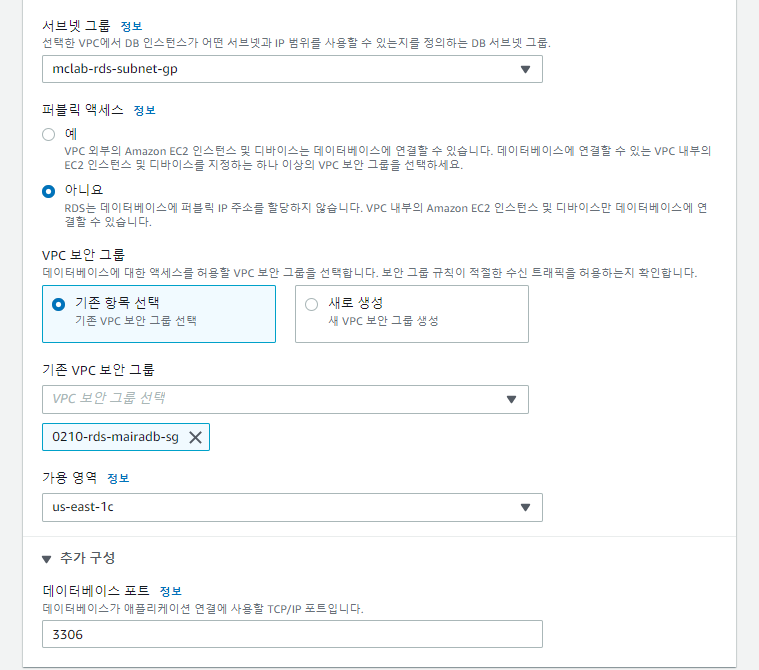 서브넷 그룹 정보
선택한 VPC에서 DB 인스턴스가 어떤 서브넷과 IP 범위를 사용할 수 있는지를 정의하는 DB 서브넷 그룹.
mclab-rds-subnet-gp
퍼블릭 액세스 정보
예
VPC 외부의 Amazon EC2 인스턴스 및 디바이스는 데이터베이스에 연결할 수 있습니다. 데이터베이스에 연결할 수 있는 VPC 내부의
EC2 인스턴스 및 디바이스를 지정하는 하나 이상의 VPC 보안 그룹을 선택하세요.
아니요
RDS는 데이터베이스에 퍼블릭 IP 주소를 할당하지 않습니다. VPC 내부의 Amazon EC2 인스턴스 및 디바이스만 데이터베이스에 연
결할 수 있습니다.
VPC 보안 그룹
데이터베이스에 대한 액세스를 허용할 VPC 보안 그룹을 선택합니다. 보안 그룹 규칙이 적절한 수신 트래픽을 허용하는지 확인합니다.
기존 항목 선택
기존 VPC 보안 그룹 선택
새로 생성
새 VPC 보안 그룹 생성
기존 VPC 보안 그룹
VPC 보안 그룹 선택
0210-rds-mairadb-sg
가용 영역 정보
us-east-1c
추가 구성
데이터베이스 포트 정보
데이터베이스가 애플리케이션 연결에 사용할 TCP/IP 포트입니다.
3306